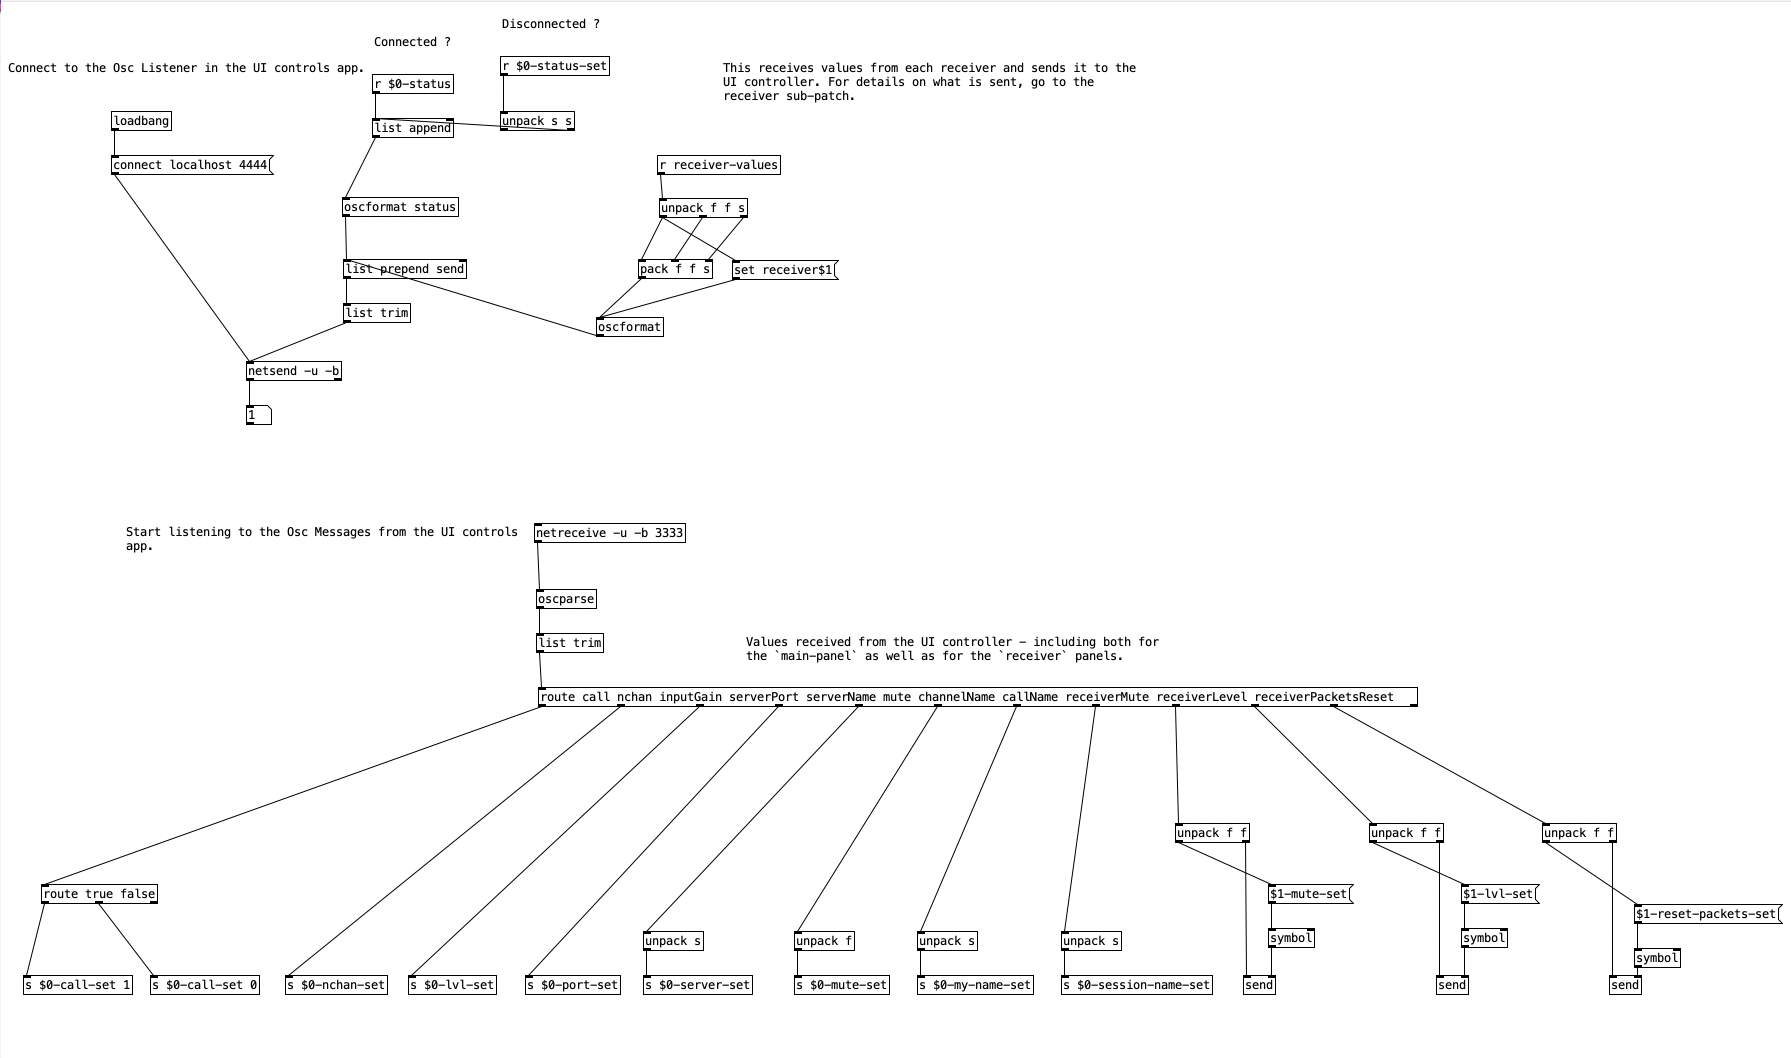 Disconnected ?
Connected ?
Connect to the Osc Listener in the UI controls app.
r $0-status-set
r $0-status
This receives values from each receiver and sends it to the
UI controller. For details on what is sent, go to the
receiver sub-patch.
loadbang
list append
unpack s s
connect localhost 4444
r receiver-values
oscformat status
unpack f f s
list prepend send
pack f f s
set receiver$1
list trim
oscformat
netsend -u -b
1
Start listening to the Osc Messages from the UI controls
app.
netreceive -u -b 3333
oscparse
list trim
Values received from the UI controller - including both for
the `main-panel` as well as for the `receiver` panels.
route call nchan inputGain serverPort serverName mute channelName callName receiverMute receiverLevel receiverPacketsReset
unpack f f
unpack f f
unpack f f
route true false
$1-mute-set
$1-lvl-set
$1-reset-packets-set
unpack s
unpack f
unpack s
unpack s
symbol
symbol
symbol
s $0-call-set 1
s $0-call-set 0
s $0-nchan-set
s $0-lvl-set
s $0-port-set
s $0-server-set
s $0-mute-set
s $0-my-name-set
s $0-session-name-set
send
send
send